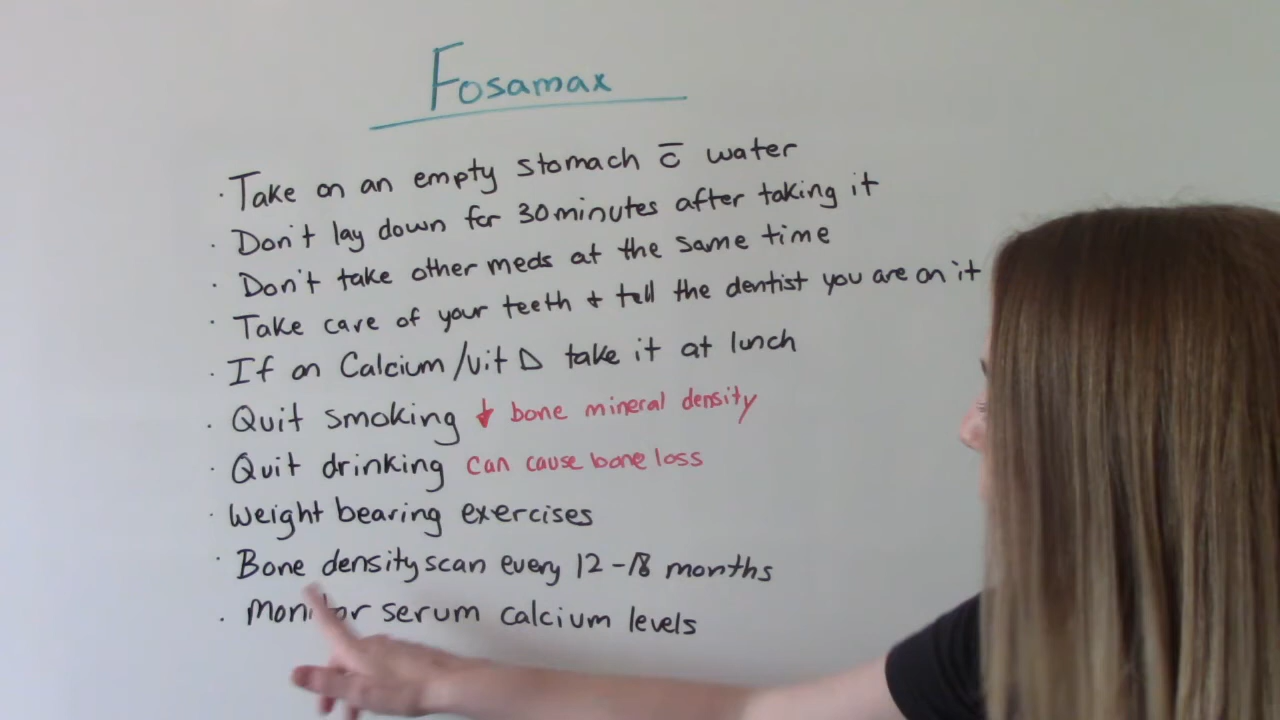 Fosamax
· Take on an empty stomach c̄ water
· Don't lay down for 30 minutes after taking it
· Don't take other meds at the same time
· Take care of your teeth + tell the dentist you are on it
· If on Calcium/Vit D take it at lunch
· Quit smoking ↓ bone mineral density
· Quit drinking can cause bone loss
· Weight bearing exercises
· Bone density scan every 12-18 months
· Monitor serum calcium levels